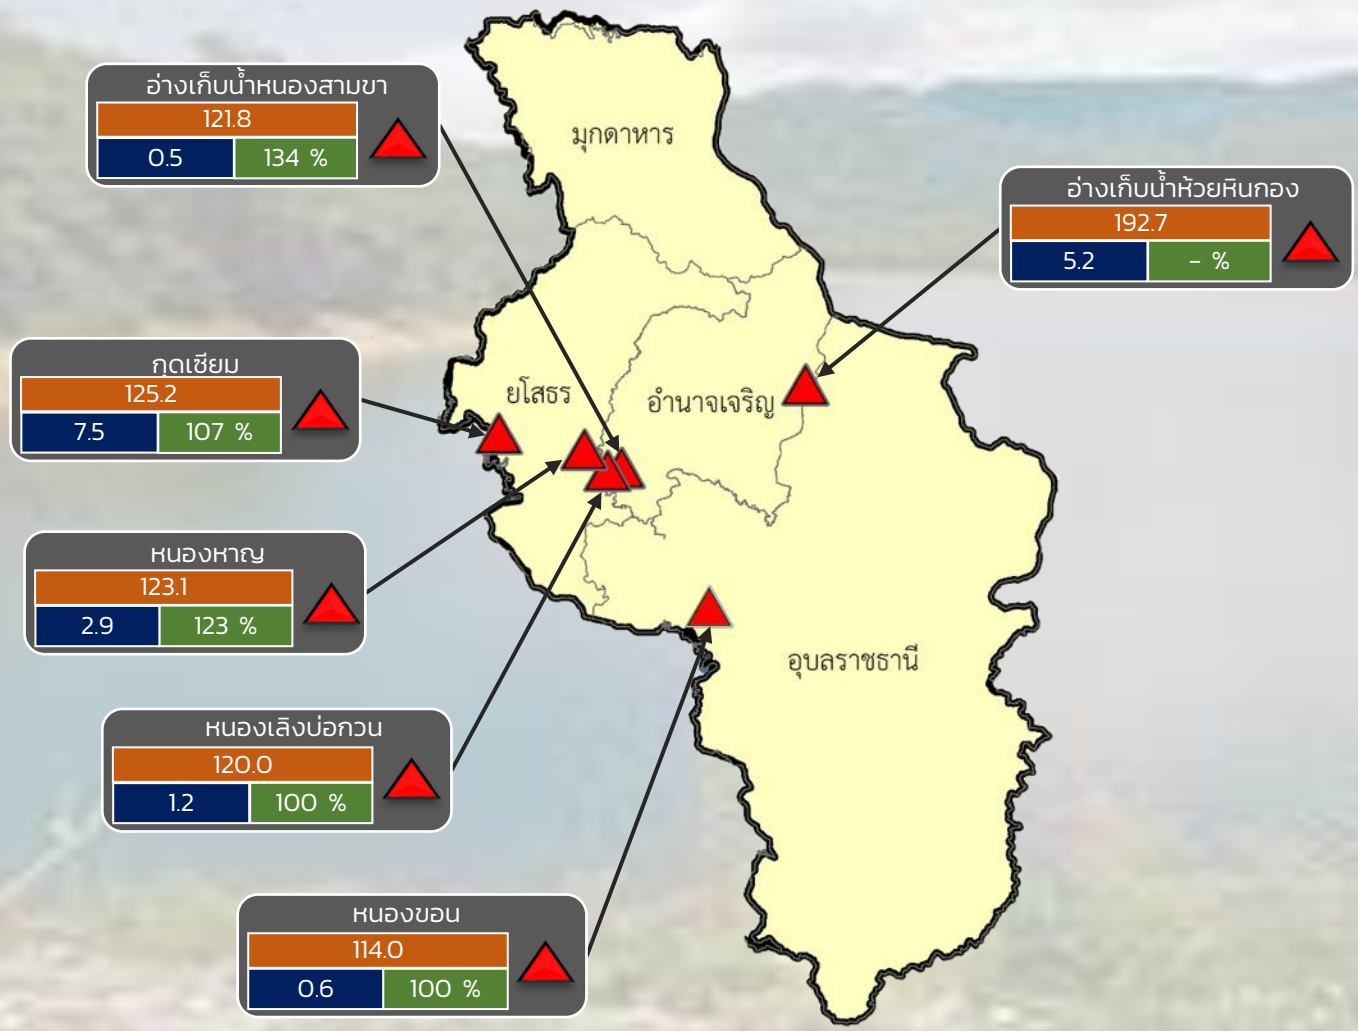 อ่างเก็บน้ำหนองสามขา
121.8
0.5 134 %
มุกดาหาร
อ่างเก็บน้ำห้วยหินกอง
192.7
5.2 - %
กุดเซียม
125.2
7.5 107 %
ยโสธร
อำนาจเจริญ
หนองหาญ
123.1
2.9 123 %
อุบลราชธานี
หนองเลิงบ่อกวน
120.0
1.2 100 %
หนองขอน
114.0
0.6 100 %